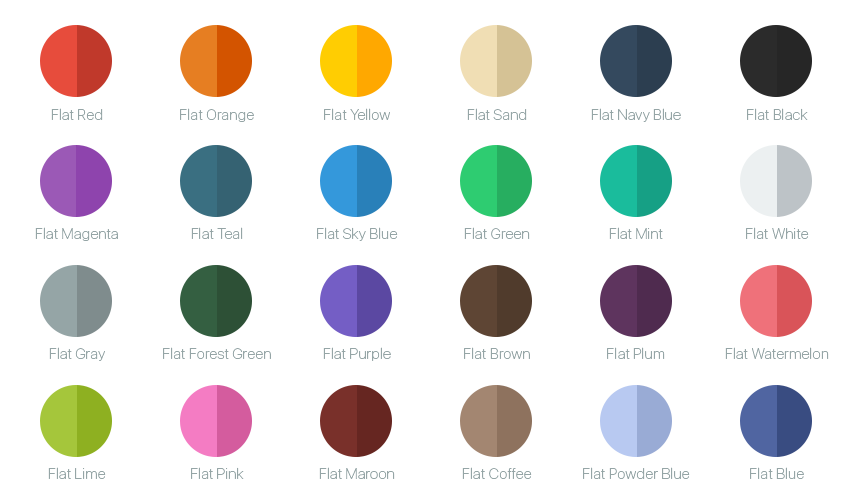 Flat Red
Flat Orange
Flat Yellow
Flat Sand
Flat Navy Blue
Flat Black
Flat Magenta
Flat Teal
Flat Sky Blue
Flat Green
Flat Mint
Flat White
Flat Gray
Flat Forest Green
Flat Purple
Flat Brown
Flat Plum
Flat Watermelon
Flat Lime
Flat Pink
Flat Maroon
Flat Coffee
Flat Powder Blue
Flat Blue